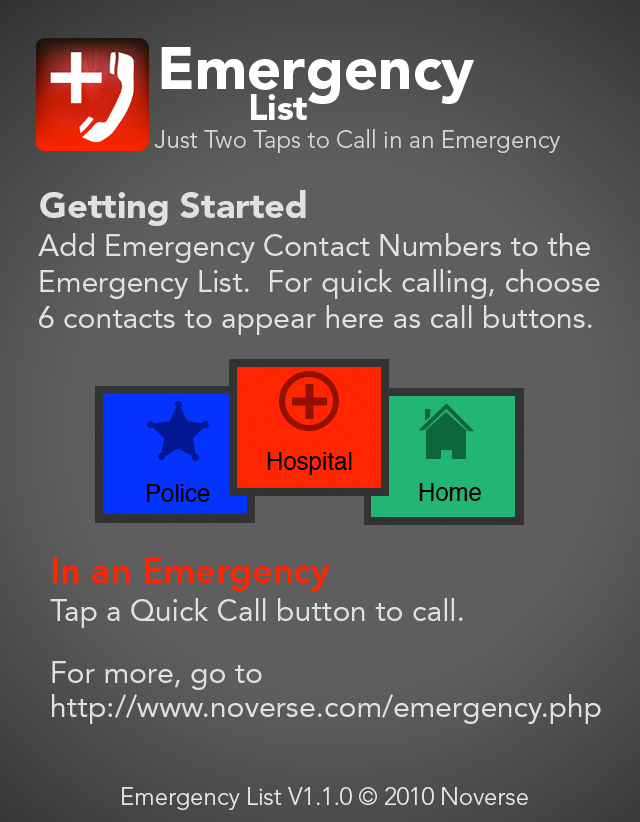 Emergency
List
Just Two Taps to Call in an Emergency
Getting Started
Add Emergency Contact Numbers to the
Emergency List.  For quick calling, choose
6 contacts to appear here as call buttons.
Police
Hospital
Home
In an Emergency
Tap a Quick Call button to call.
For more, go to
http://www.noverse.com/emergency.php
Emergency List V1.1.0 © 2010 Noverse